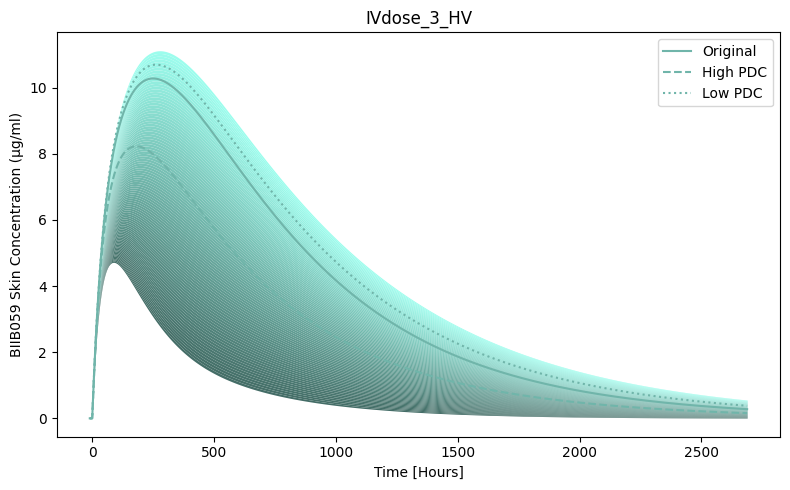 IVdose_3_HV
BIIB059 Skin Concentration (µg/ml)
10
8
6
4
2
0
Original
High PDC
Low PDC
0 500 1000 1500 2000 2500
Time [Hours]